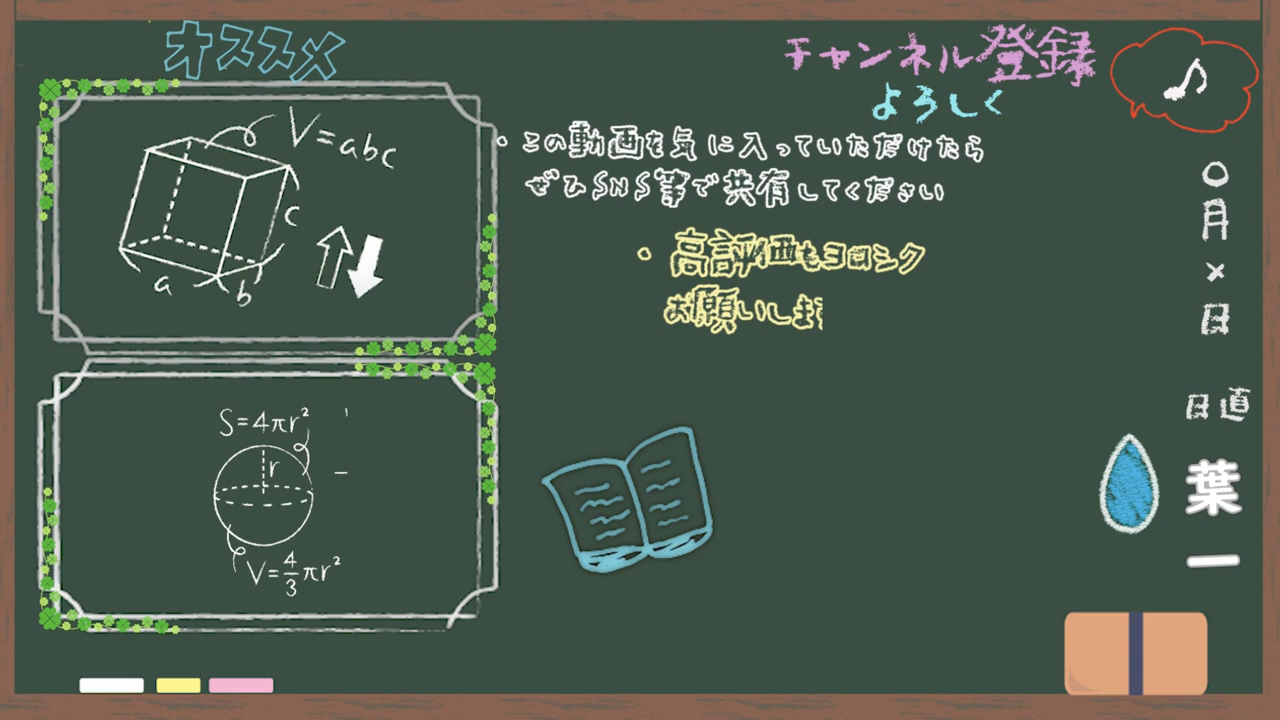 オススメ
V=abc
c
a
b
S=4πr²
r
V=4/3πr²
チャンネル登録
よろしく
・この動画を気に入っていただけたら
ぜひSNS等で共有してください
・高評価もヨロシク
お願いしま
♪
〇月×日
日直
葉一